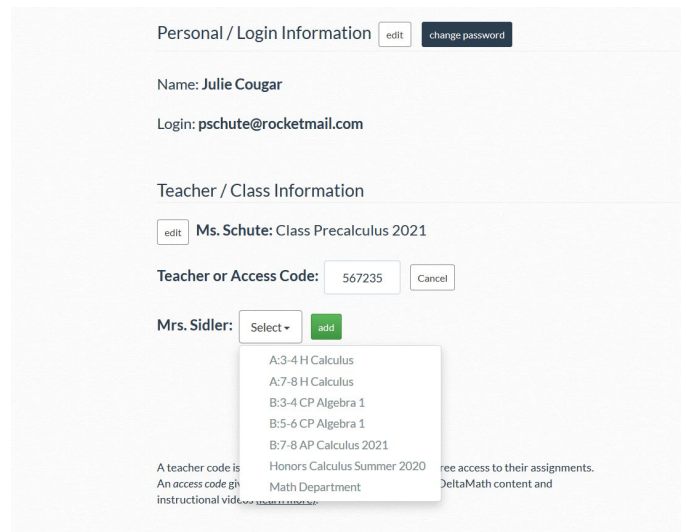 Personal / Login Information edit change password
Name: Julie Cougar
Login: pschute@rocketmail.com
Teacher / Class Information
edit Ms. Schute: Class Precalculus 2021
Teacher or Access Code: 567235 Cancel
Mrs. Sidler: Select add
A:3-4 H Calculus
A:7-8 H Calculus
B:3-4 CP Algebra 1
B:5-6 CP Algebra 1
B:7-8 AP Calculus 2021
Honors Calculus Summer 2020
Math Department
A teacher code is ree access to their assignments.
An access code giv DeltaMath content and
instructional videos (learn more).